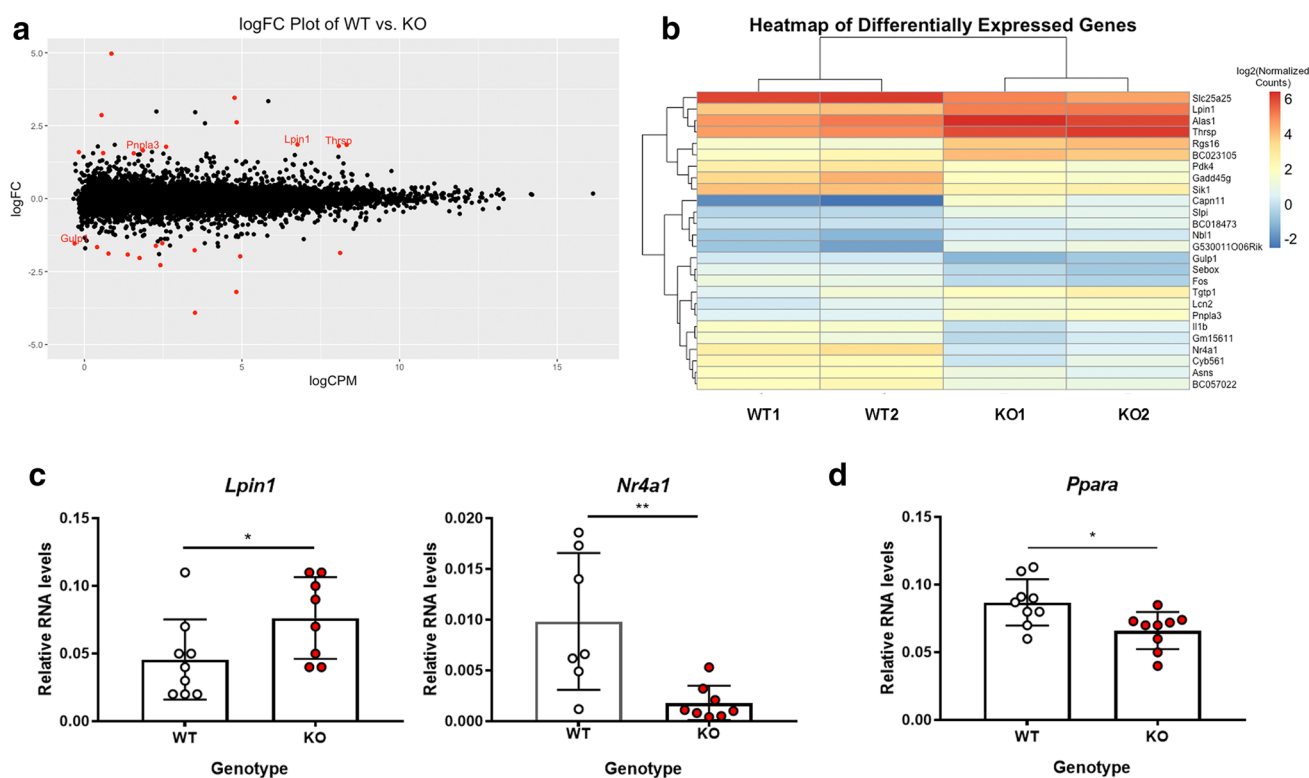 a
logFC Plot of WT vs. KO
5.0
2.5
0.0
-2.5
-5.0
logFC
Lpin1
Thrsp
Pnpla3
0
5
10
15
logCPM
b
Heatmap of Differentially Expressed Genes
log2(Normalized
Counts)
6
4
2
0
-2
Slc25a25
Lpin1
Alas1
Thrsp
Rgs16
BC023105
Pdk4
Gadd45g
Sik1
Capn11
Slpi
BC018473
Nbl1
G530011O06Rik
Gulp1
Sebox
Fos
Tgtp1
Lcn2
Pnpla3
Il1b
Gm15611
Nr4a1
Cyb561
Asns
BC057022
WT1 WT2 KO1 KO2
c
Lpin1
Relative RNA levels
0.15
0.10
0.05
0.00
*
WT KO
Genotype
Nr4a1
Relative RNA levels
0.020
0.015
0.010
0.005
0.000
**
WT KO
Genotype
d
Ppara
Relative RNA levels
0.15
0.10
0.05
0.00
*
WT KO
Genotype